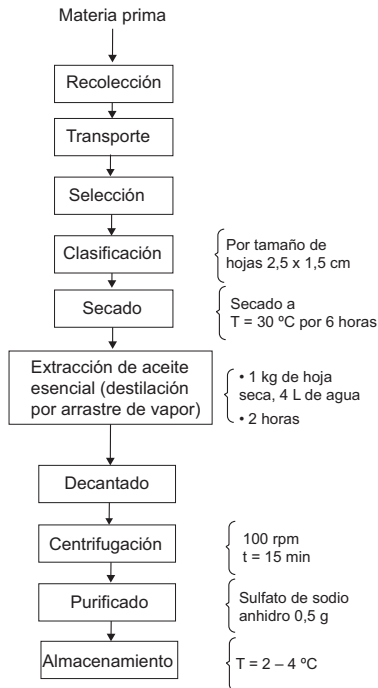 Materia prima
Recolección
Transporte
Selección
Clasificación
Por tamaño de
hojas 2,5 x 1,5 cm
Secado
Secado a
T = 30 ºC por 6 horas
Extracción de aceite
esencial (destilación
por arrastre de vapor)
• 1 kg de hoja
seca, 4 L de agua
• 2 horas
Decantado
Centrifugación
100 rpm
t = 15 min
Purificado
Sulfato de sodio
anhidro 0,5 g
Almacenamiento
T = 2 – 4 ºC